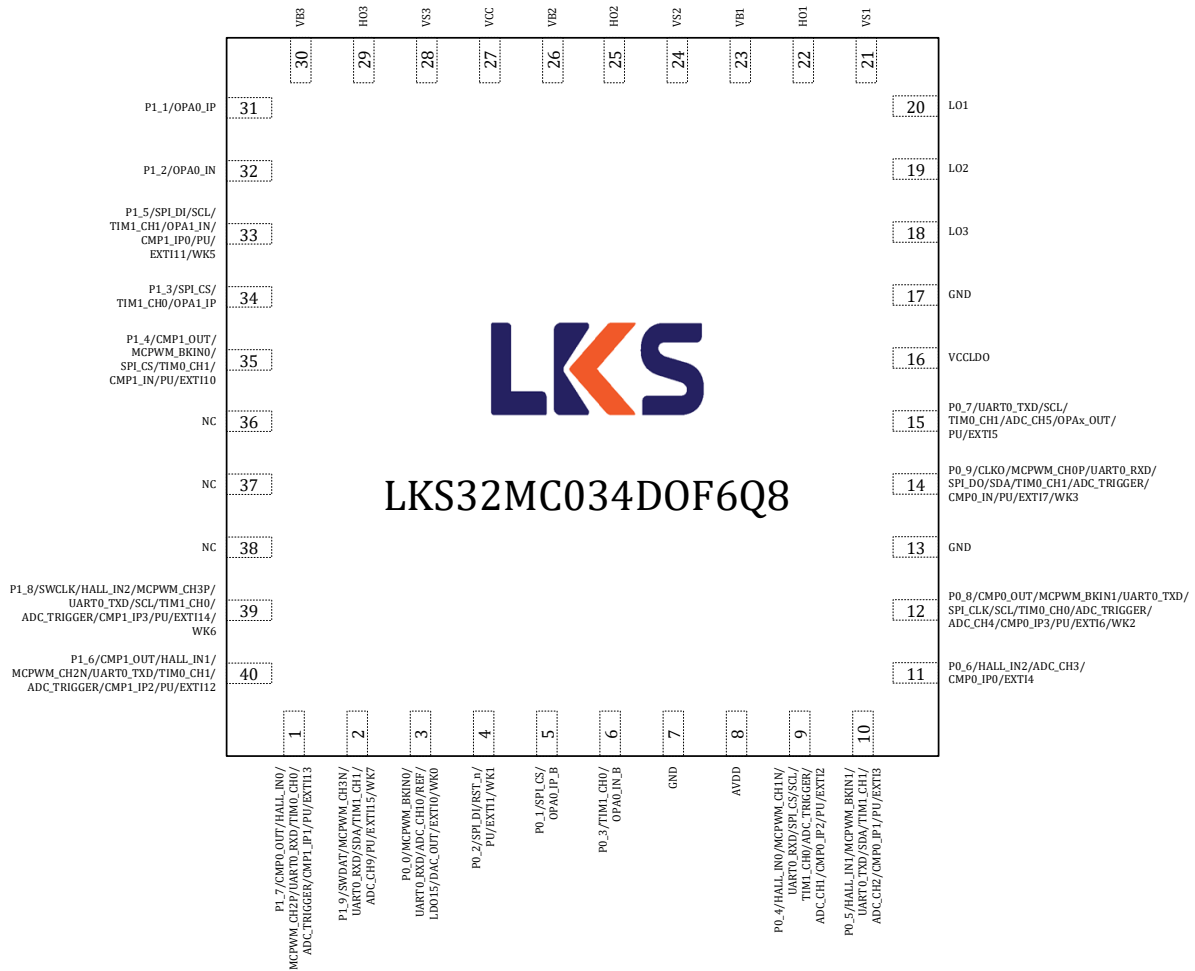 VB3
HO3
VS3
VCC
VB2
HO2
VS2
VB1
HO1
VS1
30
29
28
27
26
25
24
23
22
21
P1_1/OPA0_IP
31
P1_2/OPA0_IN
32
P1_5/SPI_DI/SCL/
TIM1_CH1/OPA1_IN/
CMP1_IP0/PU/
EXTI11/WK5
33
P1_3/SPI_CS/
TIM1_CH0/OPA1_IP
34
P1_4/CMP1_OUT/
MCPWM_BKIN0/
SPI_CS/TIM0_CH1/
CMP1_IN/PU/EXTI10
35
NC
36
NC
37
NC
38
P1_8/SWCLK/HALL_IN2/MCPWM_CH3P/
UART0_TXD/SCL/TIM1_CH0/
ADC_TRIGGER/CMP1_IP3/PU/EXTI14/
WK6
39
P1_6/CMP1_OUT/HALL_IN1/
MCPWM_CH2N/UART0_TXD/TIM0_CH1/
ADC_TRIGGER/CMP1_IP2/PU/EXTI12
40
LKS
LKS32MC034DOF6Q8
20
LO1
19
LO2
18
LO3
17
GND
16
VCCLDO
15
P0_7/UART0_TXD/SCL/
TIM0_CH1/ADC_CH5/OPAx_OUT/
PU/EXTI5
14
P0_9/CLKO/MCPWM_CH0P/UART0_RXD/
SPI_DO/SDA/TIM0_CH1/ADC_TRIGGER/
CMP0_IN/PU/EXTI7/WK3
13
GND
12
P0_8/CMP0_OUT/MCPWM_BKIN1/UART0_TXD/
SPI_CLK/SCL/TIM0_CH0/ADC_TRIGGER/
ADC_CH4/CMP0_IP3/PU/EXTI6/WK2
11
P0_6/HALL_IN2/ADC_CH3/
CMP0_IP0/EXTI4
1
2
3
4
5
6
7
8
9
10
P1_7/CMP0_OUT/HALL_IN0/
MCPWM_CH2P/UART0_RXD/TIM0_CH0/
ADC_TRIGGER/CMP1_IP1/PU/EXTI13
P1_9/SWDAT/MCPWM_CH3N/
UART0_RXD/SDA/TIM1_CH1/
ADC_CH9/PU/EXTI15/WK7
P0_0/MCPWM_BKIN0/
UART0_RXD/ADC_CH10/REF/
LDO15/DAC_OUT/EXTI0/WK0
P0_2/SPI_DI/RST_n/
PU/EXTI1/WK1
P0_1/SPI_CS/
OPA0_IP_B
P0_3/TIM1_CH0/
OPA0_IN_B
GND
AVDD
P0_4/HALL_IN0/MCPWM_CH1N/
UART0_RXD/SPI_CS/SCL/
TIM1_CH0/ADC_TRIGGER/
ADC_CH1/CMP0_IP2/PU/EXTI2
P0_5/HALL_IN1/MCPWM_BKIN1/
UART0_TXD/SDA/TIM1_CH1/
ADC_CH2/CMP0_IP1/PU/EXTI3